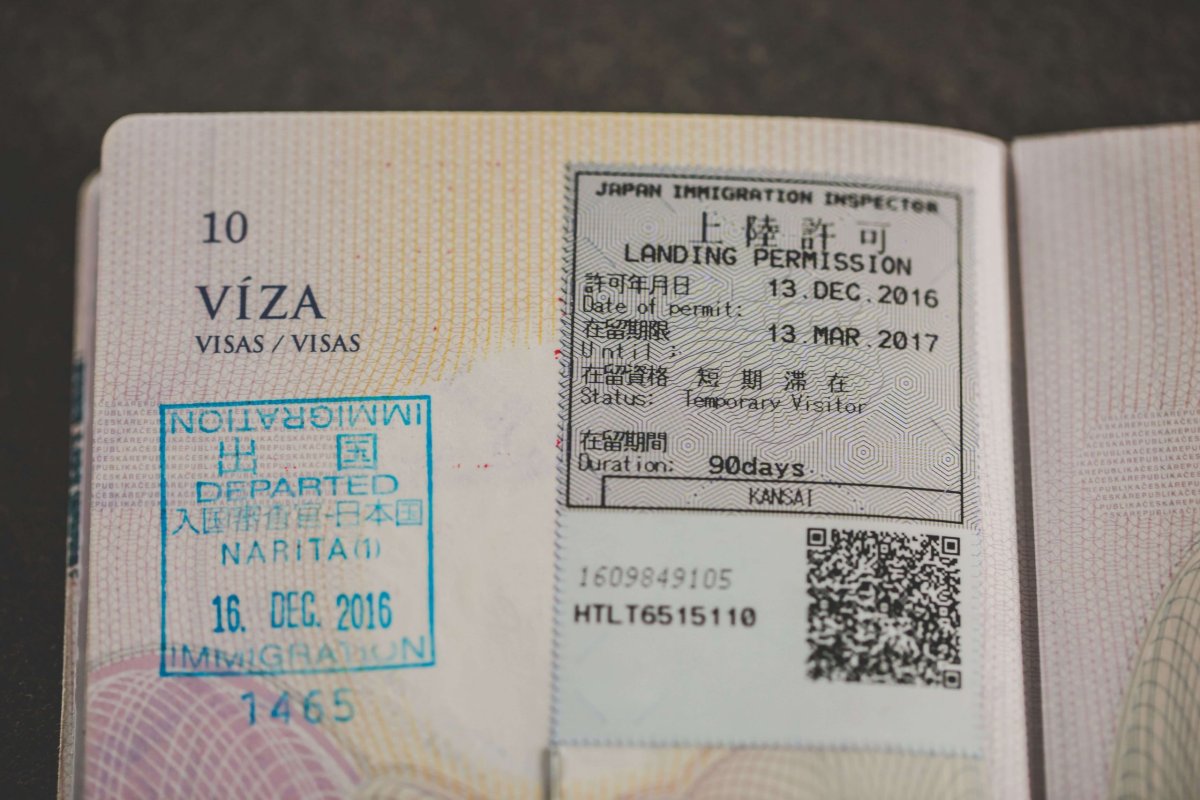 10
VÍZA
VISAS / VISAS
IMMIGRATION
出 国
DEPARTED
入国審査官-日本国
NARITA(1)
16. DEC. 2016
IMMIGRATION
1465
JAPAN IMMIGRATION INSPECTOR
上陸許可
LANDING PERMISSION
許可年月日 13.DEC.2016
Date of permit:
在留期限 13.MAR.2017
Until :
在留資格 短期滞在
Status: Temporary Visitor
在留期間
Duration: 90days
KANSAI
1609849105
HTLT6515110